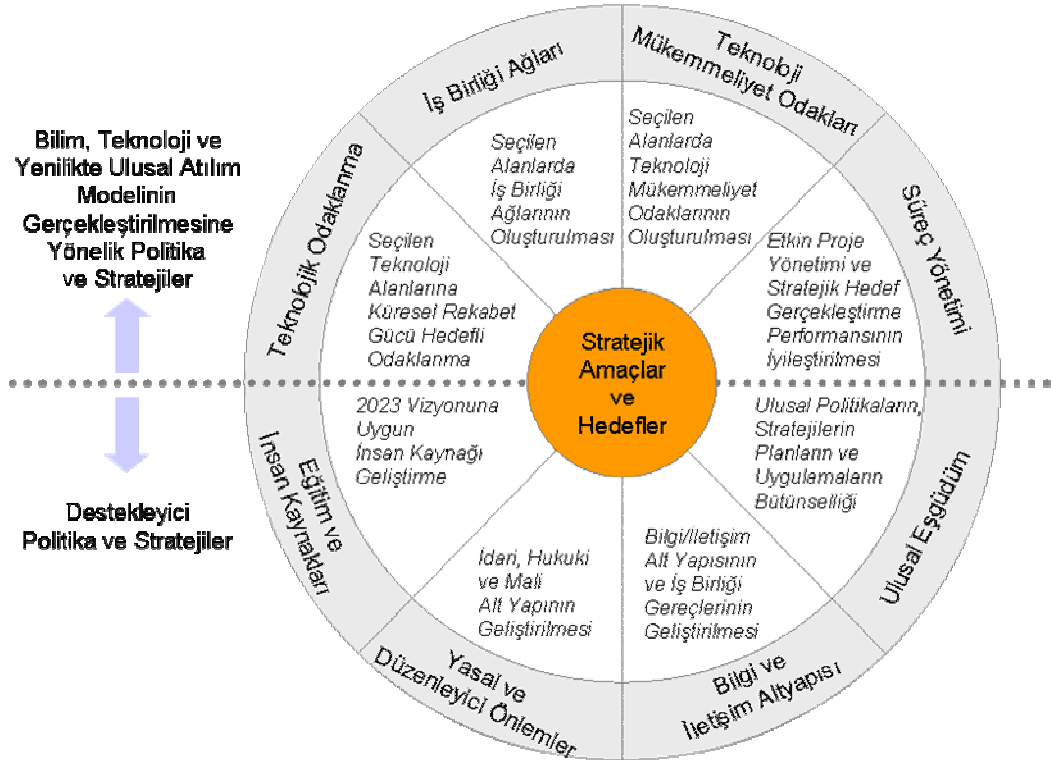 Bilim, Teknoloji ve
Yenilikte Ulusal Atılım
Modelinin
Gerçekleştirilmesine
Yönelik Politika
ve Stratejiler
Destekleyici
Politika ve Stratejiler
Stratejik
Amaçlar
ve
Hedefler
Teknolojik Odaklanma
Seçilen
Teknoloji
Alanlarına
Küresel Rekabet
Gücü Hedefli
Odaklanma
İş Birliği Ağları
Seçilen
Alanlarda
İş Birliği
Ağlarının
Oluşturulması
Teknoloji
Mükemmeliyet Odakları
Seçilen
Alanlarda
Teknoloji
Mükemmeliyet
Odaklarının
Oluşturulması
Süreç Yönetimi
Etkin Proje
Yönetimi ve
Stratejik Hedef
Gerçekleştirme
Performansının
İyileştirilmesi
Ulusal Eşgüdüm
Ulusal Politikaların,
Stratejilerin
Planların ve
Uygulamaların
Bütünselliği
Bilgi ve
İletişim Altyapısı
Bilgi/İletişim
Alt Yapısının
ve İş Birliği
Gereçlerinin
Geliştirilmesi
Yasal ve
Düzenleyici Önlemler
İdari, Hukuki
ve Mali
Alt Yapının
Geliştirilmesi
Eğitim ve
İnsan Kaynakları
2023 Vizyonuna
Uygun
İnsan Kaynağı
Geliştirme